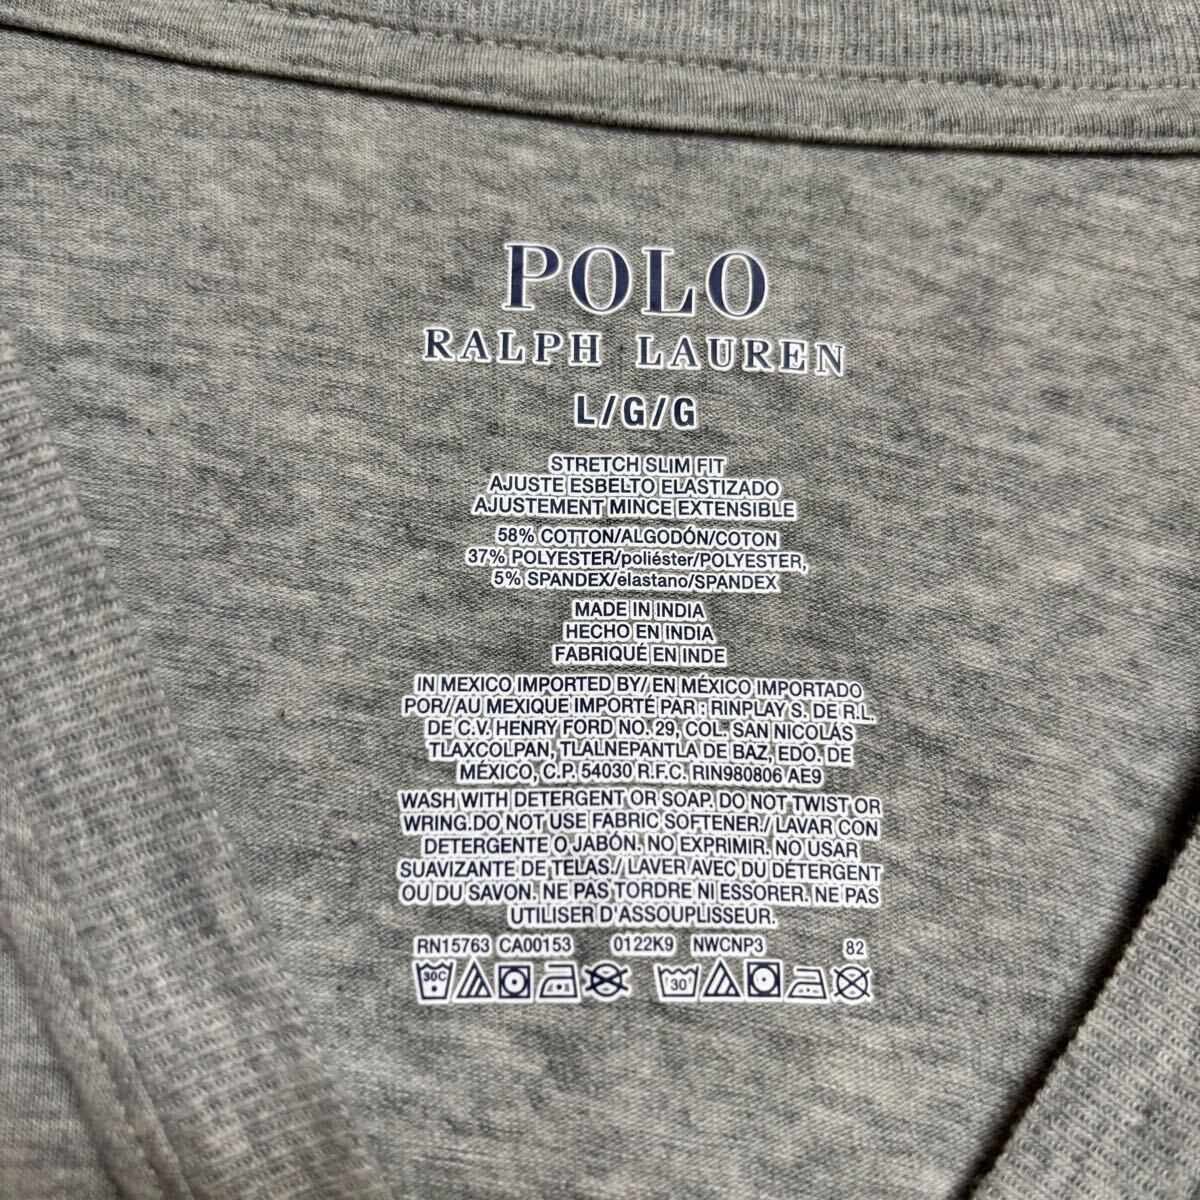 POLO
RALPH LAUREN
L/G/G
STRETCH SLIM FIT
AJUSTE ESBELTO ELASTIZADO
AJUSTEMENT MINCE EXTENSIBLE
58% COTTON/ALGODÓN/COTON
37% POLYESTER/poliéster/POLYESTER,
5% SPANDEX/elastano/SPANDEX
MADE IN INDIA
HECHO EN INDIA
FABRIQUÉ EN INDE
IN MEXICO IMPORTED BY/ EN MÉXICO IMPORTADO
POR//AU MEXIQUE IMPORTÉ PAR : RINPLAY S. DE R.L.
DE C.V. HENRY FORD NO. 29, COL. SAN NICOLÁS
TLAXCOLPAN, TLALNEPANTLA DE BAZ, EDO. DE
MÉXICO, C.P. 54030 R.F.C. RIN980806 AE9
WASH WITH DETERGENT OR SOAP. DO NOT TWIST OR
WRING.DO NOT USE FABRIC SOFTENER./ LAVAR CON
DETERGENTE O JABÓN. NO EXPRIMIR. NO USAR
SUAVIZANTE DE TELAS./ LAVER AVEC DU DÉTERGENT
OU DU SAVON. NE PAS TORDRE NI ESSORER. NE PAS
UTILISER D'ASSOUPLISSEUR.
RN15763 CA00153 0122K9 NWCNP3 82
30C 30